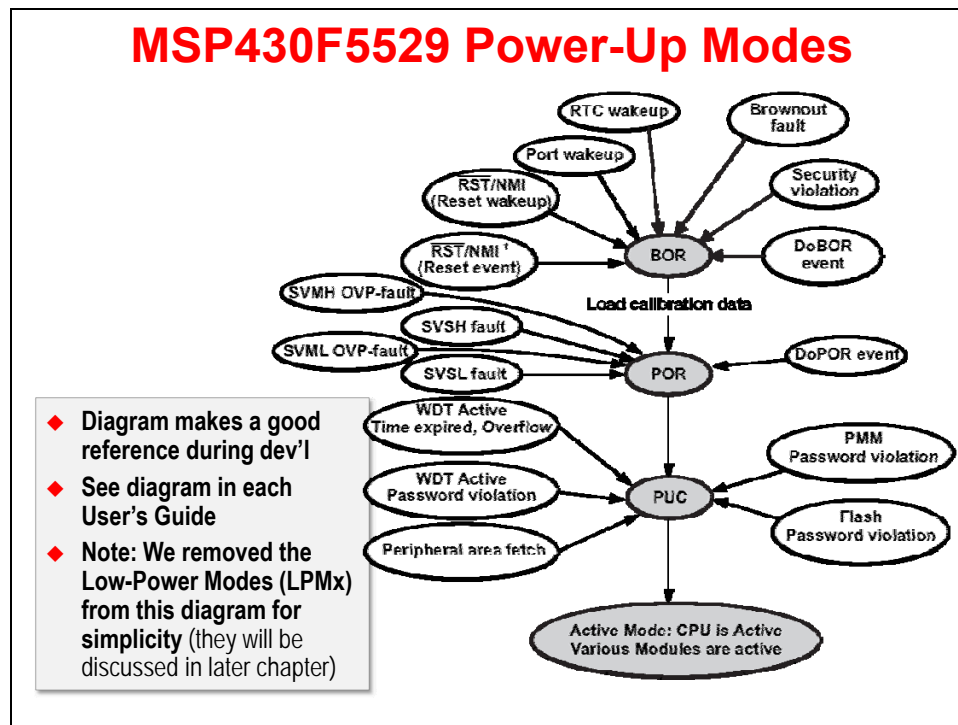 MSP430F5529 Power-Up Modes
RTC wakeup
Brownout
fault
Port wakeup
Security
violation
RST/NMI
(Reset wakeup)
BOR
DoBOR
event
RST/NMI ¹
(Reset event)
SVMH OVP-fault
Load calibration data
SVSH fault
SVML OVP-fault
DoPOR event
POR
SVSL fault
◆ Diagram makes a good
reference during dev'l
◆ See diagram in each
User's Guide
◆ Note: We removed the
Low-Power Modes (LPMx)
from this diagram for
simplicity (they will be
discussed in later chapter)
WDT Active
Time expired, Overflow
PMM
Password violation
WDT Active
Password violation
PUC
Flash
Password violation
Peripheral area fetch
Active Mode: CPU is Active
Various Modules are active